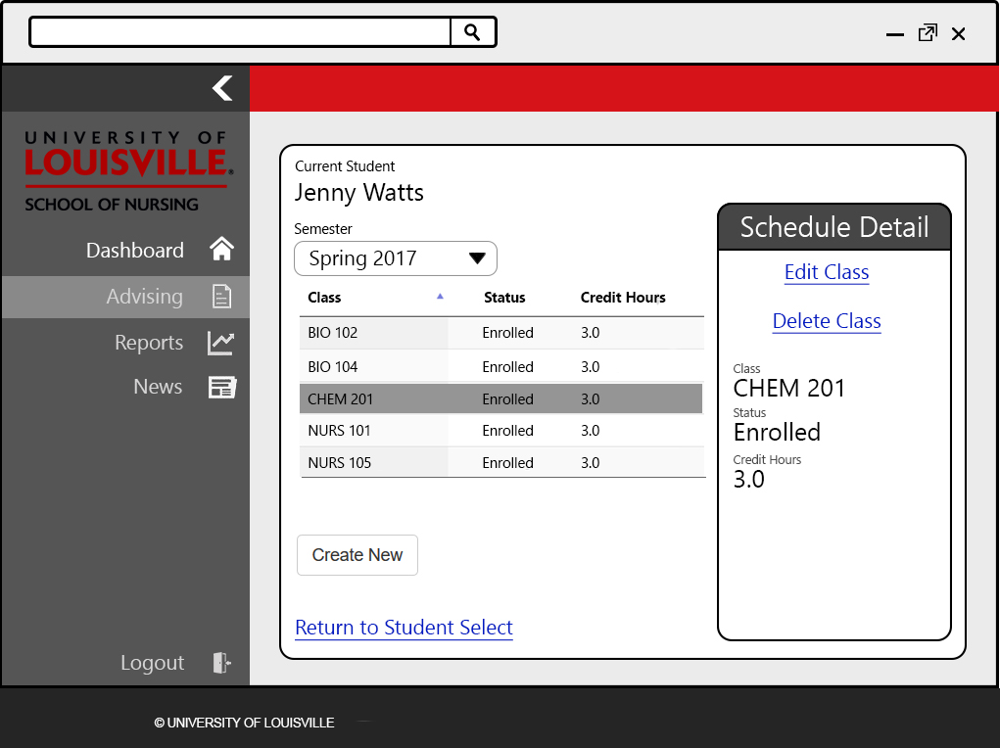 UNIVERSITY OF
LOUISVILLE.
SCHOOL OF NURSING
Dashboard
Advising
Reports
News
Logout
Current Student
Jenny Watts
Semester
Spring 2017
Class Status Credit Hours
BIO 102 Enrolled 3.0
BIO 104 Enrolled 3.0
CHEM 201 Enrolled 3.0
NURS 101 Enrolled 3.0
NURS 105 Enrolled 3.0
Create New
Return to Student Select
Schedule Detail
Edit Class
Delete Class
Class
CHEM 201
Status
Enrolled
Credit Hours
3.0
© UNIVERSITY OF LOUISVILLE